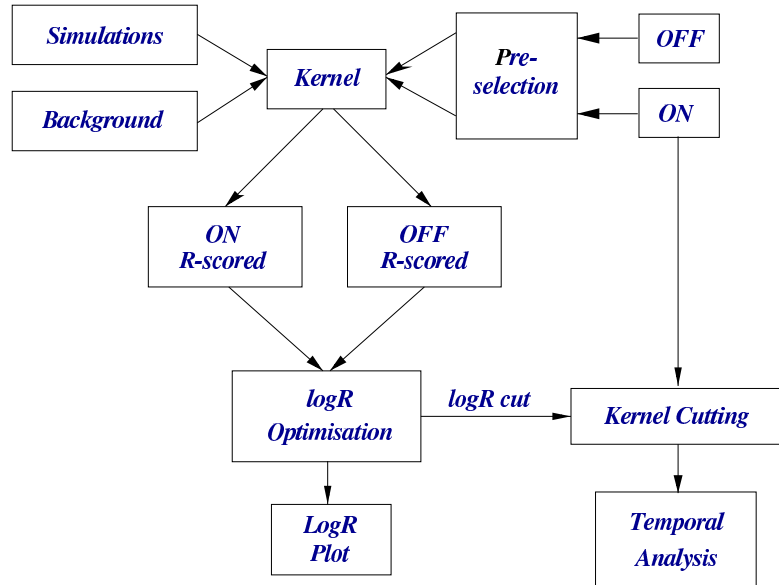 Simulations
Background
Kernel
Pre-
selection
OFF
ON
ON
R-scored
OFF
R-scored
logR
Optimisation
logR cut
Kernel Cutting
LogR
Plot
Temporal
Analysis